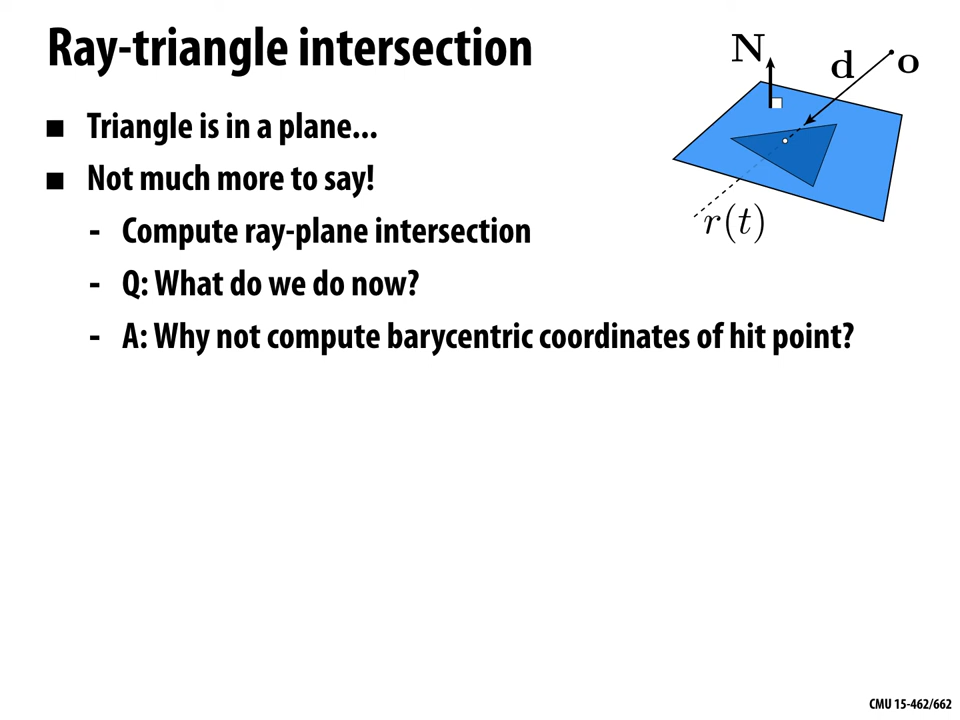 Ray-triangle intersection
N
d
o
■ Triangle is in a plane...
■ Not much more to say!
- Compute ray-plane intersection
r(t)
- Q: What do we do now?
- A: Why not compute barycentric coordinates of hit point?
CMU 15-462/662